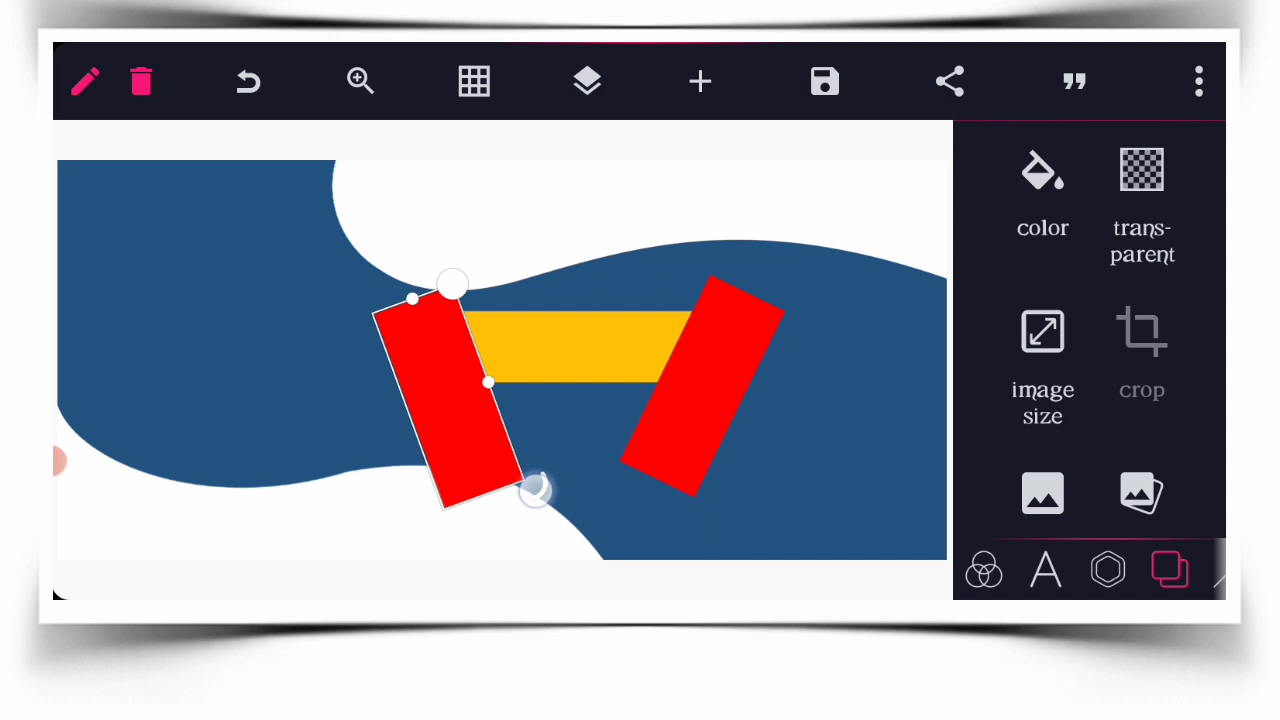 color
trans-
parent
image
size
crop